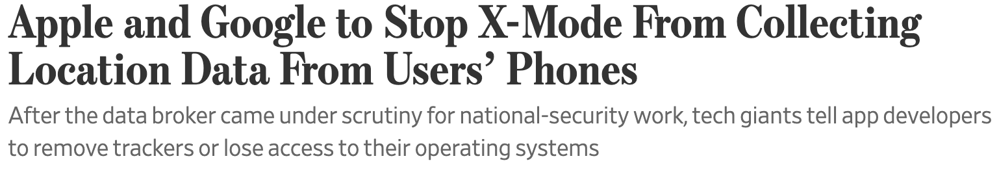 Apple and Google to Stop X-Mode From Collecting
Location Data From Users’ Phones
After the data broker came under scrutiny for national-security work, tech giants tell app developers
to remove trackers or lose access to their operating systems